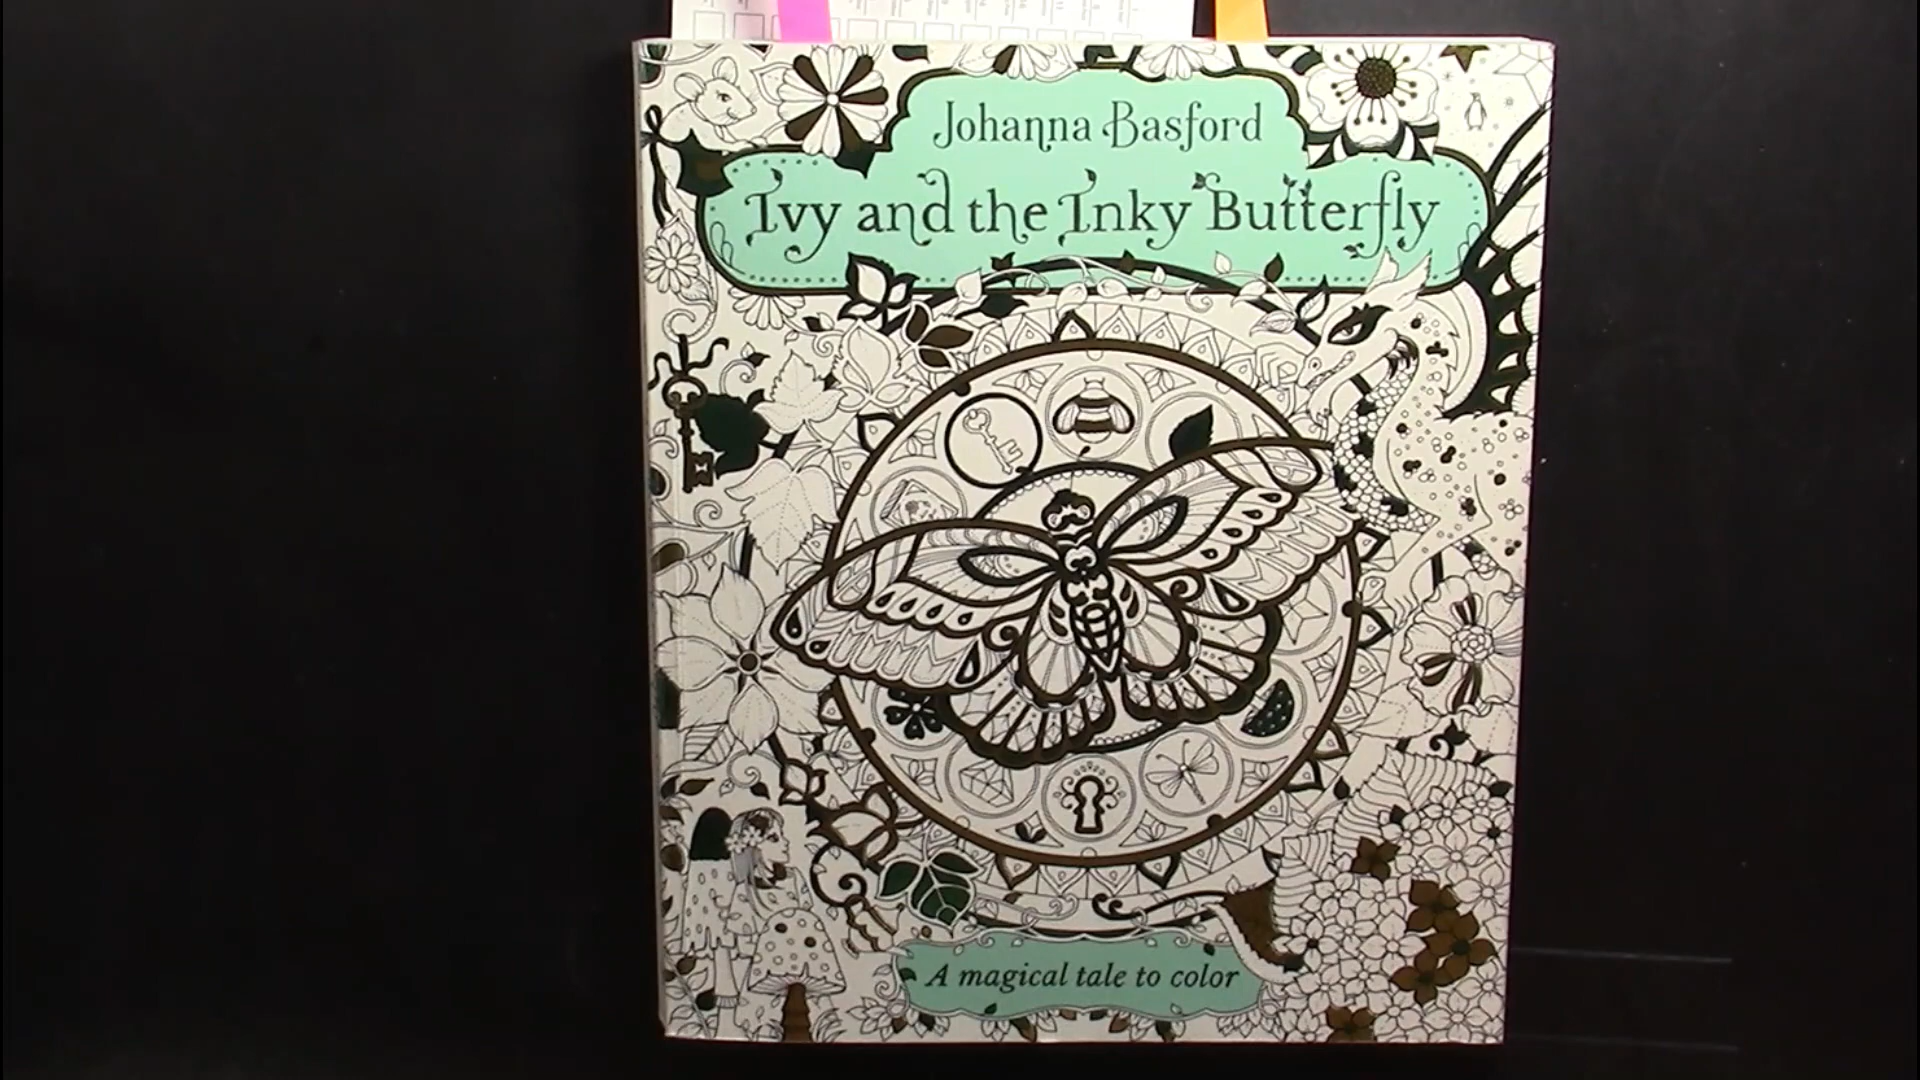 Johanna Basford
Ivy and the Inky Butterfly
A magical tale to color